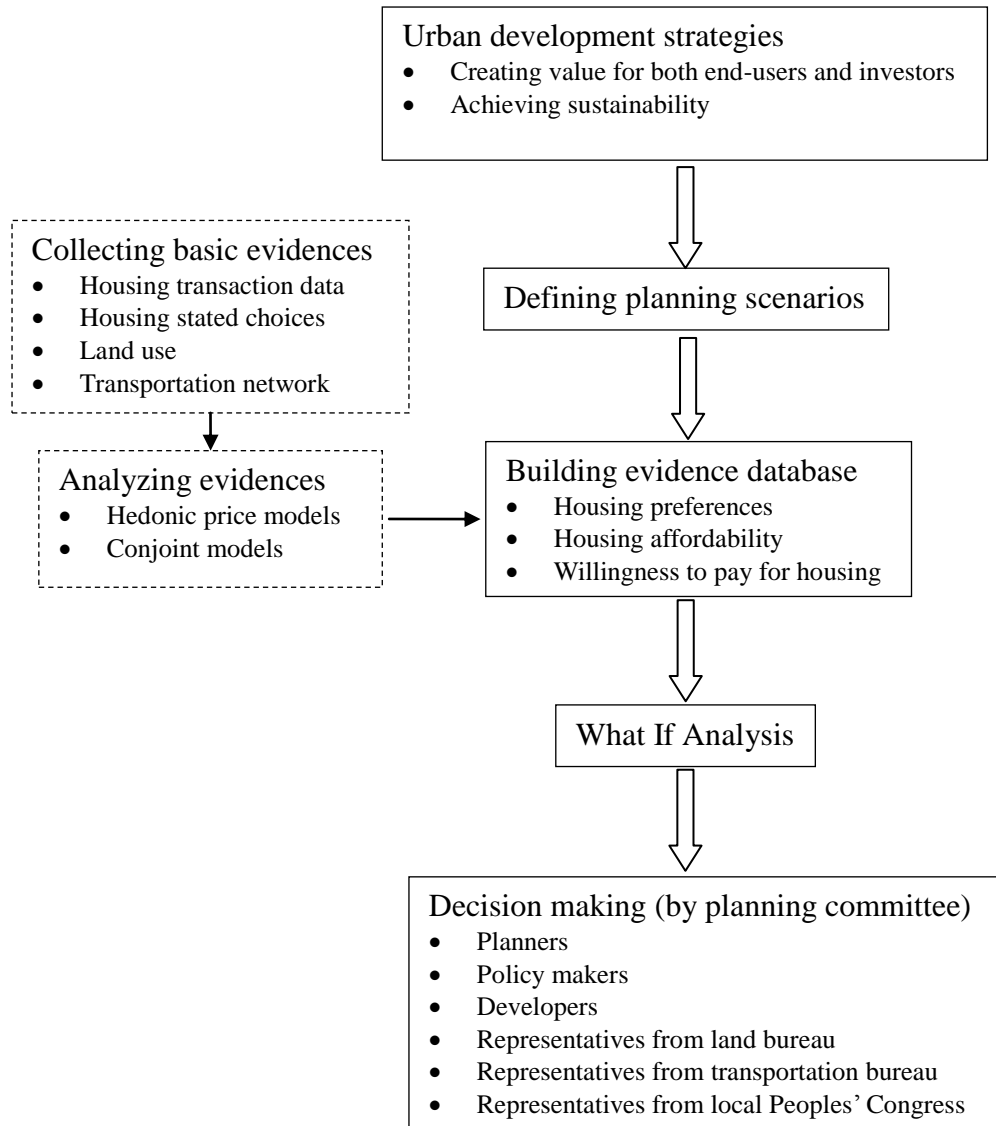 Urban development strategies
• Creating value for both end-users and investors
• Achieving sustainability
Collecting basic evidences
• Housing transaction data
• Housing stated choices
• Land use
• Transportation network
Defining planning scenarios
Analyzing evidences
• Hedonic price models
• Conjoint models
Building evidence database
• Housing preferences
• Housing affordability
• Willingness to pay for housing
What If Analysis
Decision making (by planning committee)
• Planners
• Policy makers
• Developers
• Representatives from land bureau
• Representatives from transportation bureau
• Representatives from local Peoples’ Congress